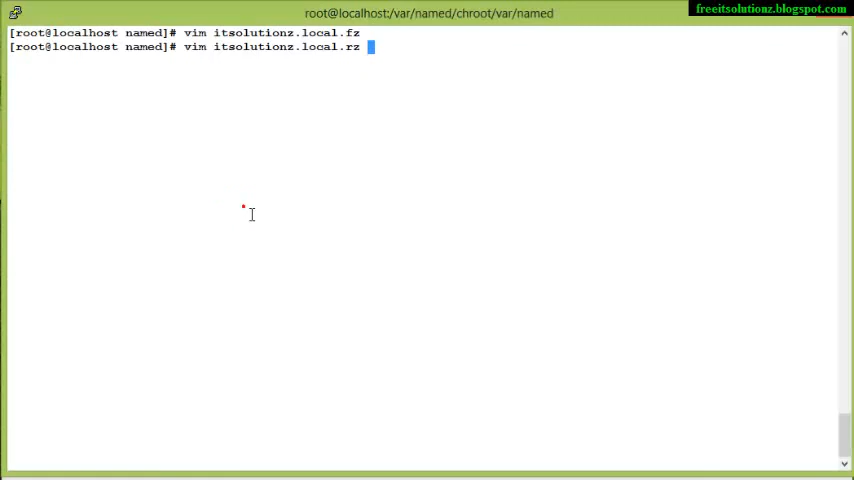 root@localhost:/var/named/chroot/var/named
freeitsolutionz.blogspot.com
[root@localhost named]# vim itsolutionz.local.fz
[root@localhost named]# vim itsolutionz.local.rz